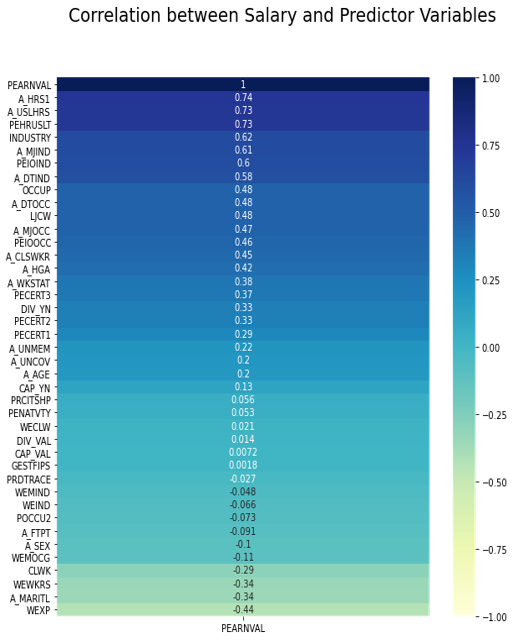 Correlation between Salary and Predictor Variables
PEARNVAL 1
A_HRS1 0.74
A_USLHRS 0.73
PEHRUSLT 0.73
INDUSTRY 0.62
A_MJIND 0.61
PEIOIND 0.6
A_DTIND 0.58
OCCUP 0.48
A_DTOCC 0.48
LJCW 0.48
A_MJOCC 0.47
PEIOOCC 0.46
A_CLSWKR 0.45
A_HGA 0.42
A_WKSTAT 0.38
PECERT3 0.37
DIV_YN 0.33
PECERT2 0.33
PECERT1 0.29
A_UNMEM 0.22
A_UNCOV 0.2
A_AGE 0.2
CAP_YN 0.13
PRCITSHP 0.056
PENATVTY 0.053
WECLW 0.021
DIV_VAL 0.014
CAP_VAL 0.0072
GESTFIPS 0.0018
PRDTRACE -0.027
WEMIND -0.048
WEIND -0.066
POCCU2 -0.073
A_FTPT -0.091
A_SEX -0.1
WEMOCG -0.11
CLWK -0.29
WEWKRS -0.34
A_MARITL -0.34
WEXP -0.44
PEARNVAL
1.00
0.75
0.50
0.25
0.00
−0.25
−0.50
−0.75
−1.00